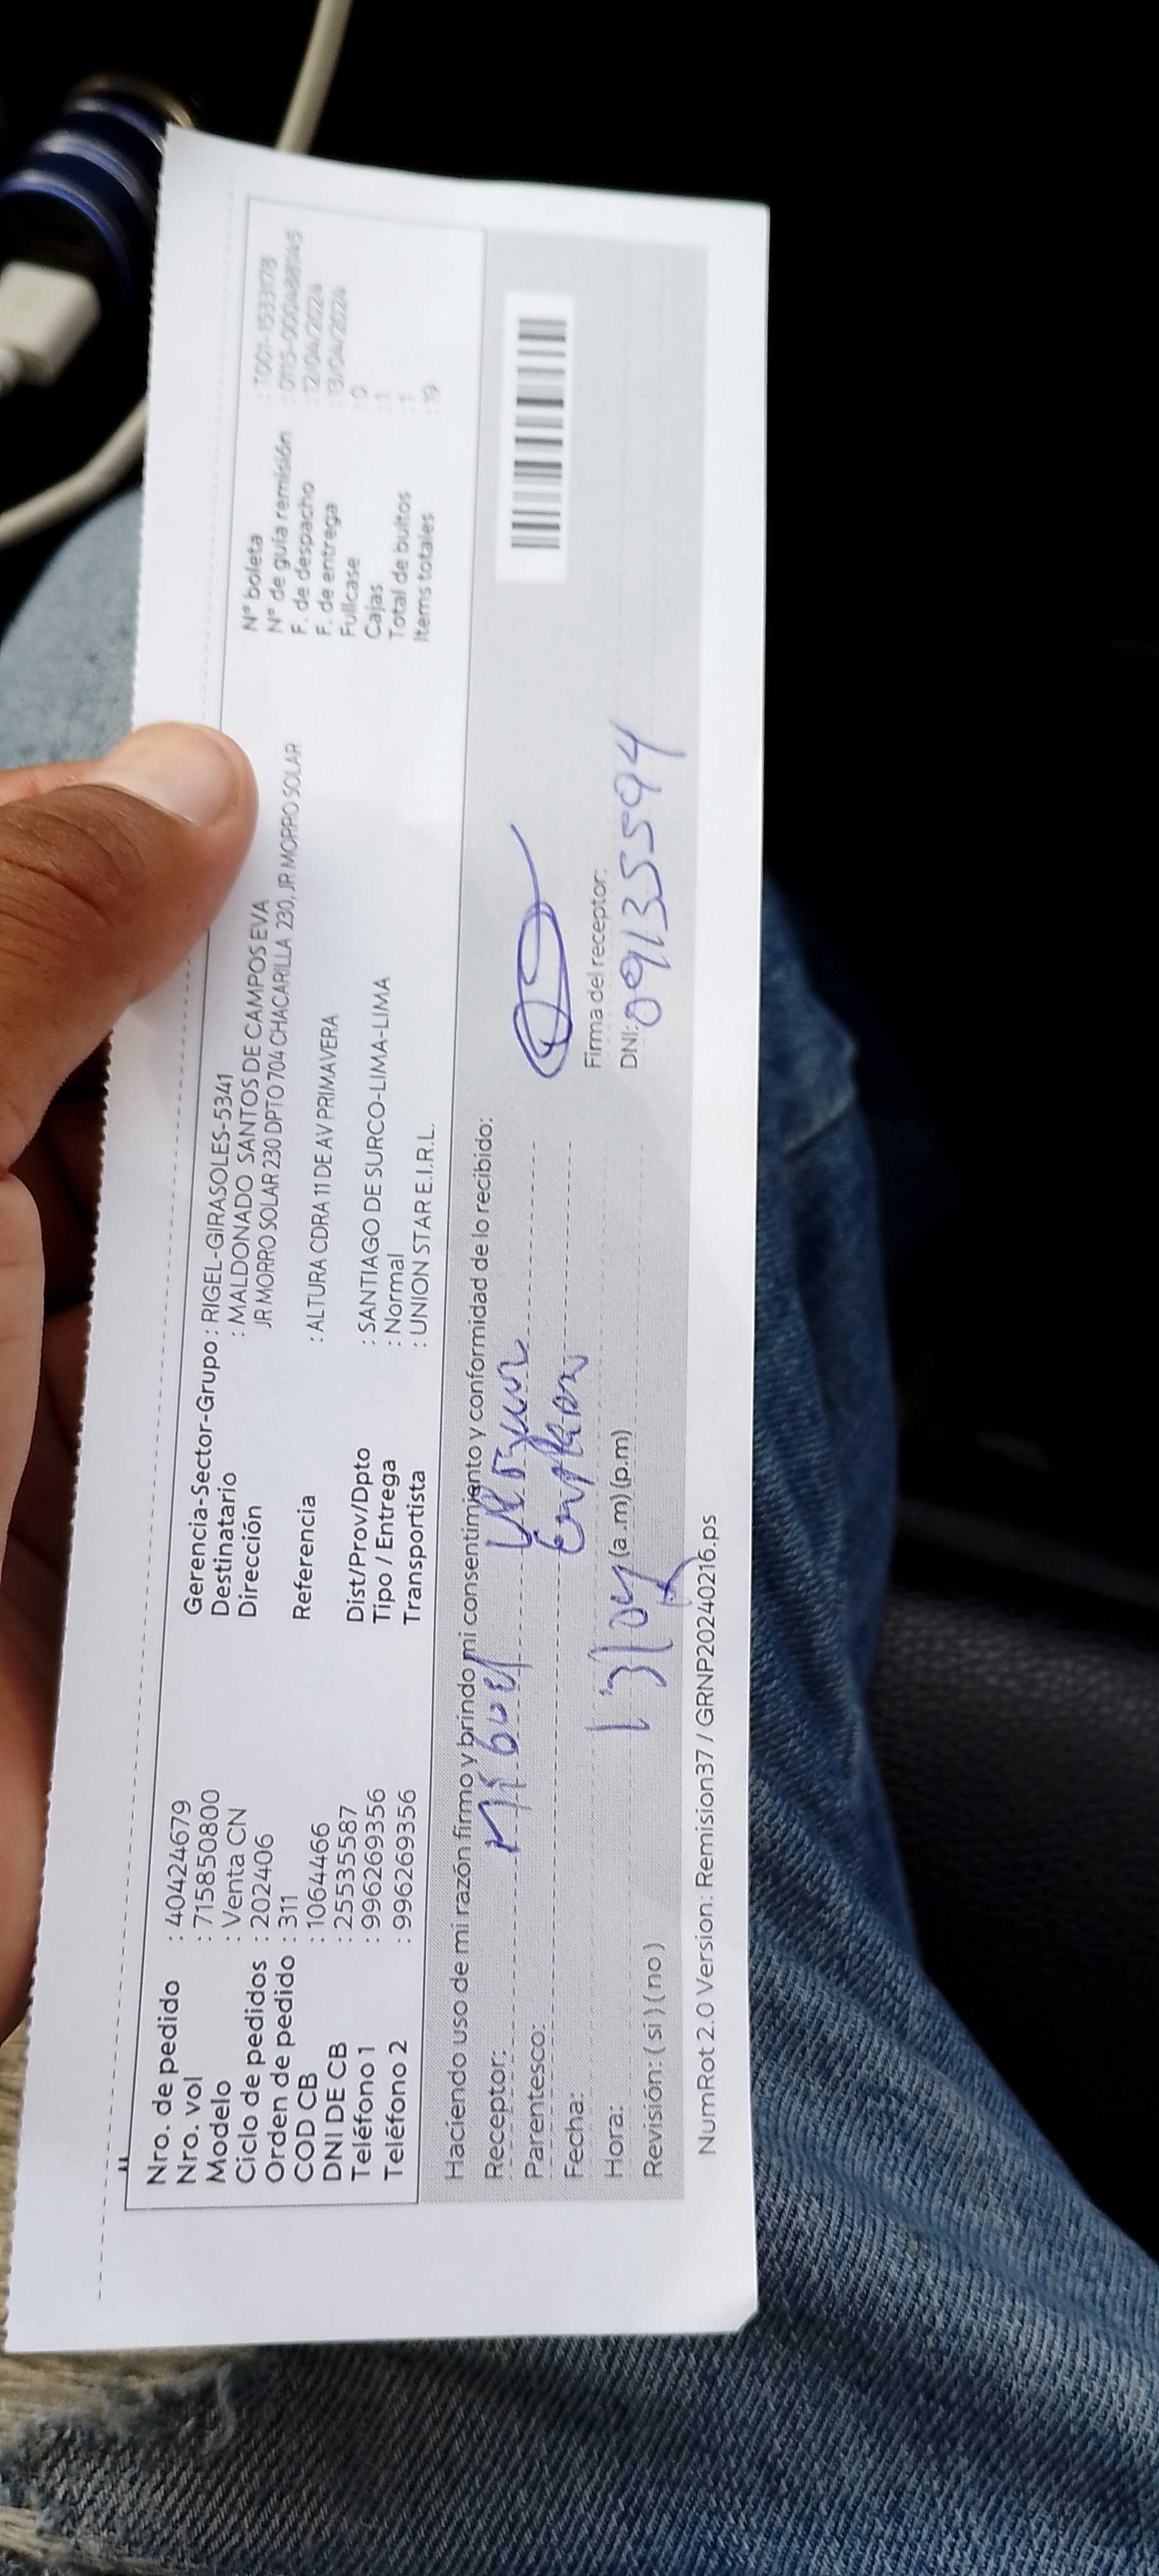 Nro. de pedido : 40424679
Nro. vol : 715850800
Modelo : Venta CN
Ciclo de pedidos : 202406
Orden de pedido : 311
COD CB : 1064466
DNI DE CB : 25535587
Teléfono 1 : 996269356
Teléfono 2 : 996269356
Gerencia-Sector-Grupo : RIGEL-GIRASOLES-5341
Destinatario : MALDONADO SANTOS DE CAMPOS EVA
Dirección JR MORRO SOLAR 230 DPTO 704 CHACARILLA 230, JR MORRO SOLAR
Referencia : ALTURA CDRA 11 DE AV PRIMAVERA
Dist/Prov/Dpto : SANTIAGO DE SURCO-LIMA-LIMA
Tipo / Entrega : Normal
Transportista : UNION STAR E.I.R.L.
N° boleta : T001-1533178
N° de guía remisión
F. de despacho : 12/04/2024
F. de entrega : 13/04/2024
Fullcase : 0
Cajas : 1
Total de bultos : 1
Items totales : 19
Haciendo uso de mi razón firmo y brindo mi consentimiento y conformidad de lo recibido:
Receptor: Miguel
Parentesco:
Fecha: 13/04
Hora: (a.m) (p.m)
Revisión: ( si ) ( no )
Firma del receptor:
DNI: 09135594
NumRot 2.0 Version: Remision37 / GRNP20240216.ps